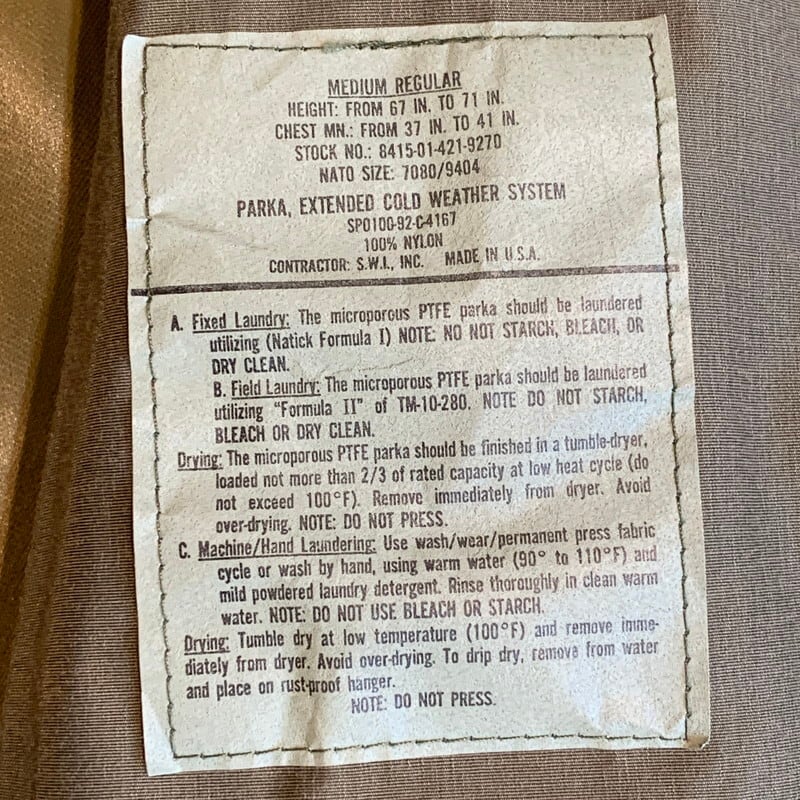 MEDIUM REGULAR
HEIGHT: FROM 67 IN. TO 71 IN.
CHEST MN.: FROM 37 IN. TO 41 IN.
STOCK NO.: 8415-01-421-9270
NATO SIZE: 7080/9404
PARKA, EXTENDED COLD WEATHER SYSTEM
SPO100-92-C-4167
100% NYLON
CONTRACTOR: S.W.I., INC. MADE IN U.S.A.
A. Fixed Laundry: The microporous PTFE parka should be laundered
utilizing (Natick Formula I) NOTE: NO NOT STARCH, BLEACH, OR
DRY CLEAN.
B. Field Laundry: The microporous PTFE parka should be laundered
utilizing "Formula II" of TM-10-280. NOTE DO NOT STARCH,
BLEACH OR DRY CLEAN.
Drying: The microporous PTFE parka should be finished in a tumble-dryer,
loaded not more than 2/3 of rated capacity at low heat cycle (do
not exceed 100°F). Remove immediately from dryer. Avoid
over-drying. NOTE: DO NOT PRESS.
C. Machine/Hand Laundering: Use wash/wear/permanent press fabric
cycle or wash by hand, using warm water (90° to 110°F) and
mild powdered laundry detergent. Rinse thoroughly in clean warm
water. NOTE: DO NOT USE BLEACH OR STARCH.
Drying: Tumble dry at low temperature (100°F) and remove imme-
diately from dryer. Avoid over-drying. To drip dry, remove from water
and place on rust-proof hanger.
NOTE: DO NOT PRESS.